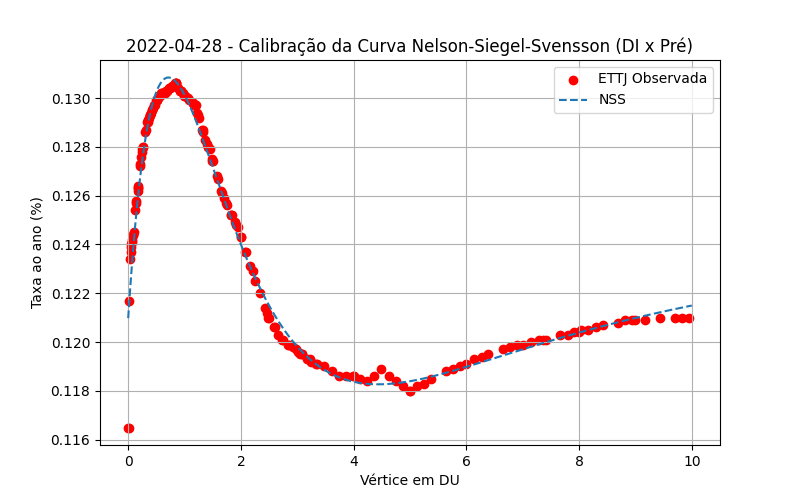 2022-04-28 - Calibração da Curva Nelson-Siegel-Svensson (DI x Pré)
ETTJ Observada
NSS
Taxa ao ano (%)
0.130
0.128
0.126
0.124
0.122
0.120
0.118
0.116
0 2 4 6 8 10
Vértice em DU